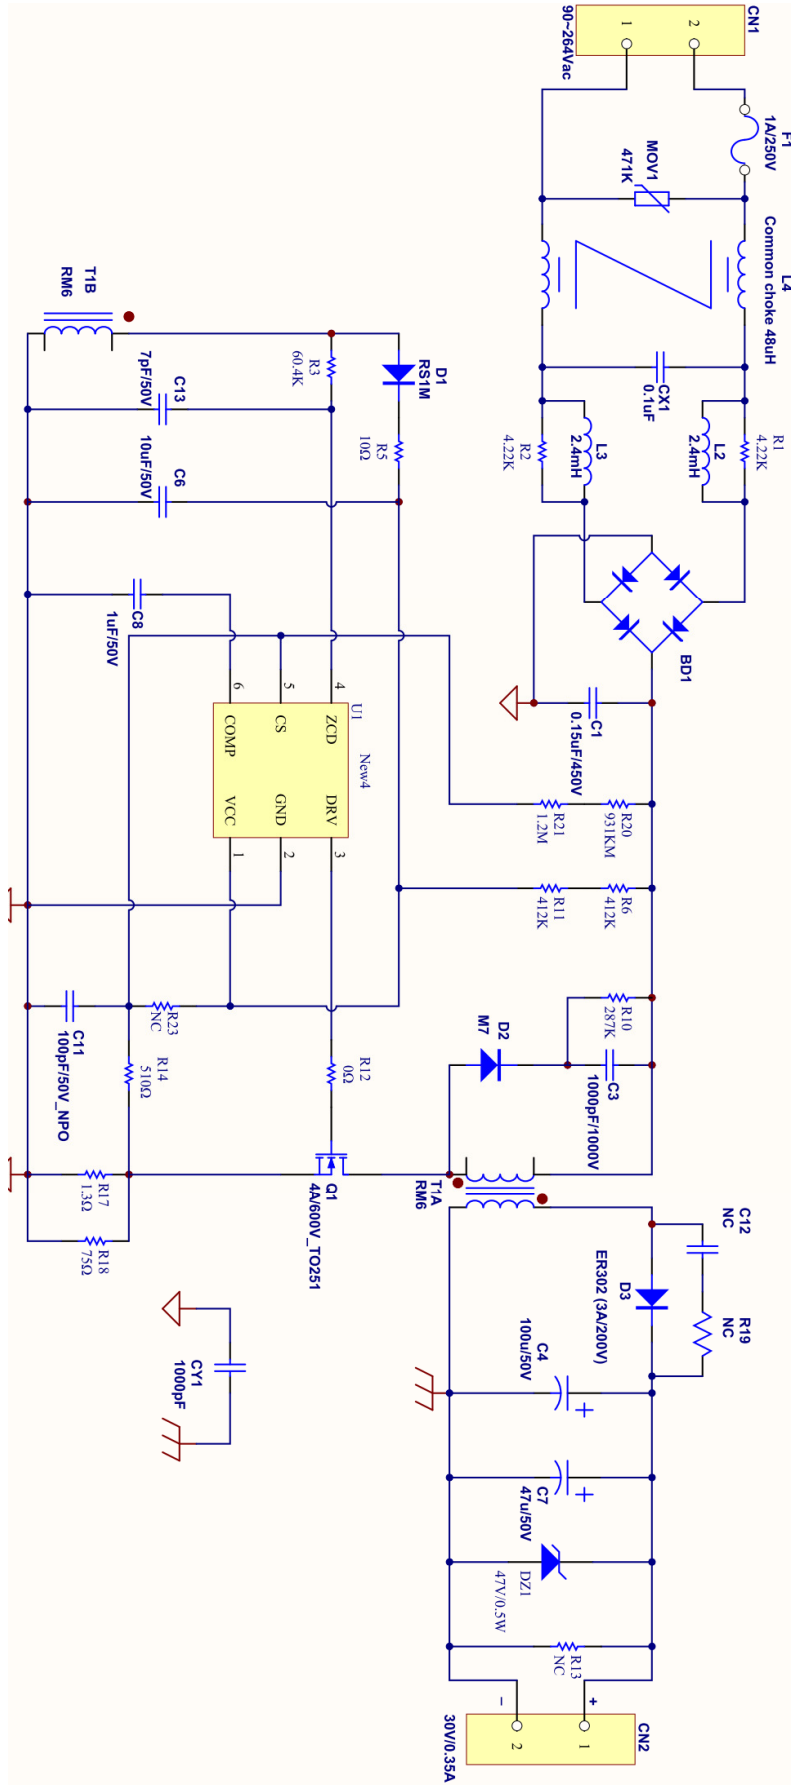 CN1
90~264Vac
1
2
F1
1A/250V
MOV1
471K
L4
Common choke 48uH
CX1
0.1uF
R1
4.22K
L2
2.4mH
L3
2.4mH
R2
4.22K
BD1
C1
0.15uF/450V
T1B
RM6
R3
60.4K
D1
RS1M
R5
10Ω
C13
7pF/50V
C6
10uF/50V
C8
1uF/50V
U1
New4
4
ZCD
5
CS
6
COMP
DRV
3
GND
2
VCC
1
R20
931KM
R21
1.2M
R6
412K
R11
412K
R10
287K
C3
1000pF/1000V
D2
M7
R23
NC
C11
100pF/50V_NPO
R14
510Ω
R12
0Ω
Q1
4A/600V_TO251
T1A
RM6
R17
1.3Ω
R18
75Ω
C12
NC
R19
NC
D3
ER302 (3A/200V)
C4
100u/50V
+
C7
47u/50V
+
DZ1
47V/0.5W
R13
NC
CY1
1000pF
CN2
30V/0.35A
+
1
−
2